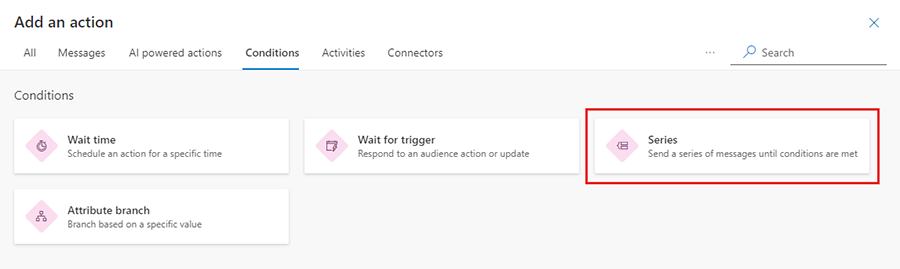 Add an action
All Messages AI powered actions Conditions Activities Connectors ... Search
Conditions
Wait time
Schedule an action for a specific time
Wait for trigger
Respond to an audience action or update
Series
Send a series of messages until conditions are met
Attribute branch
Branch based on a specific value